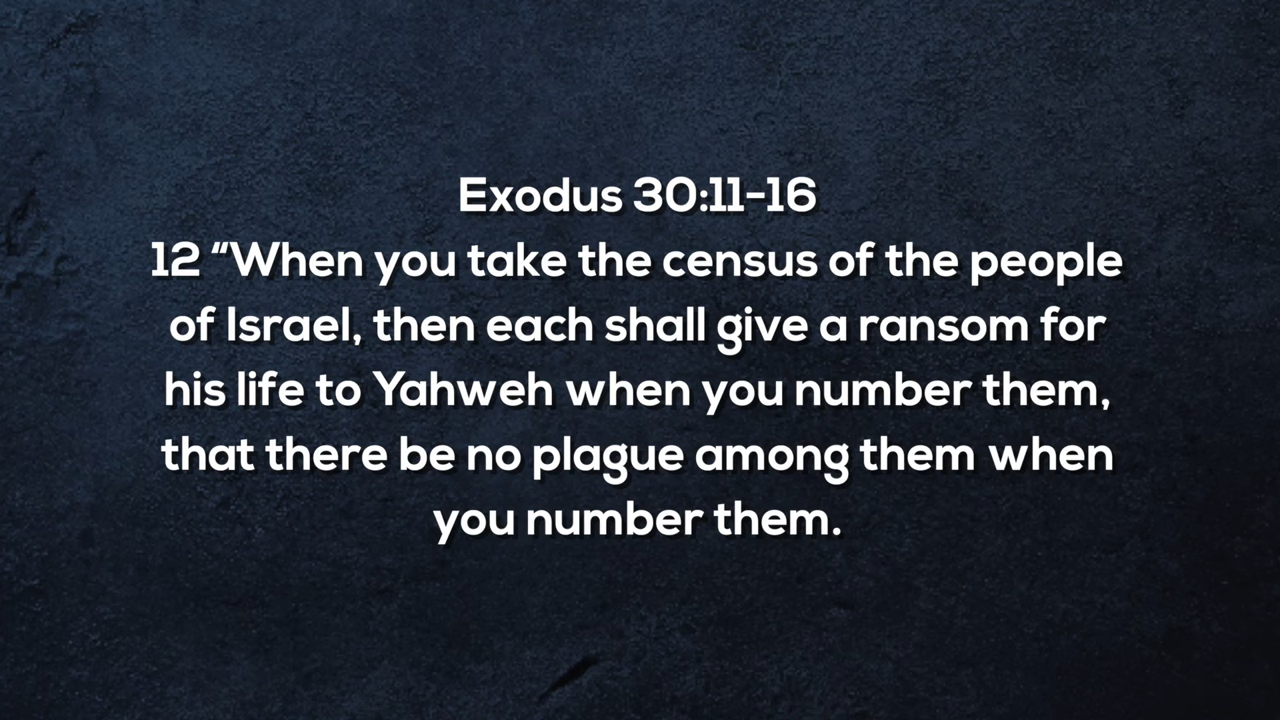 Exodus 30:11-16
12 “When you take the census of the people
of Israel, then each shall give a ransom for
his life to Yahweh when you number them,
that there be no plague among them when
you number them.